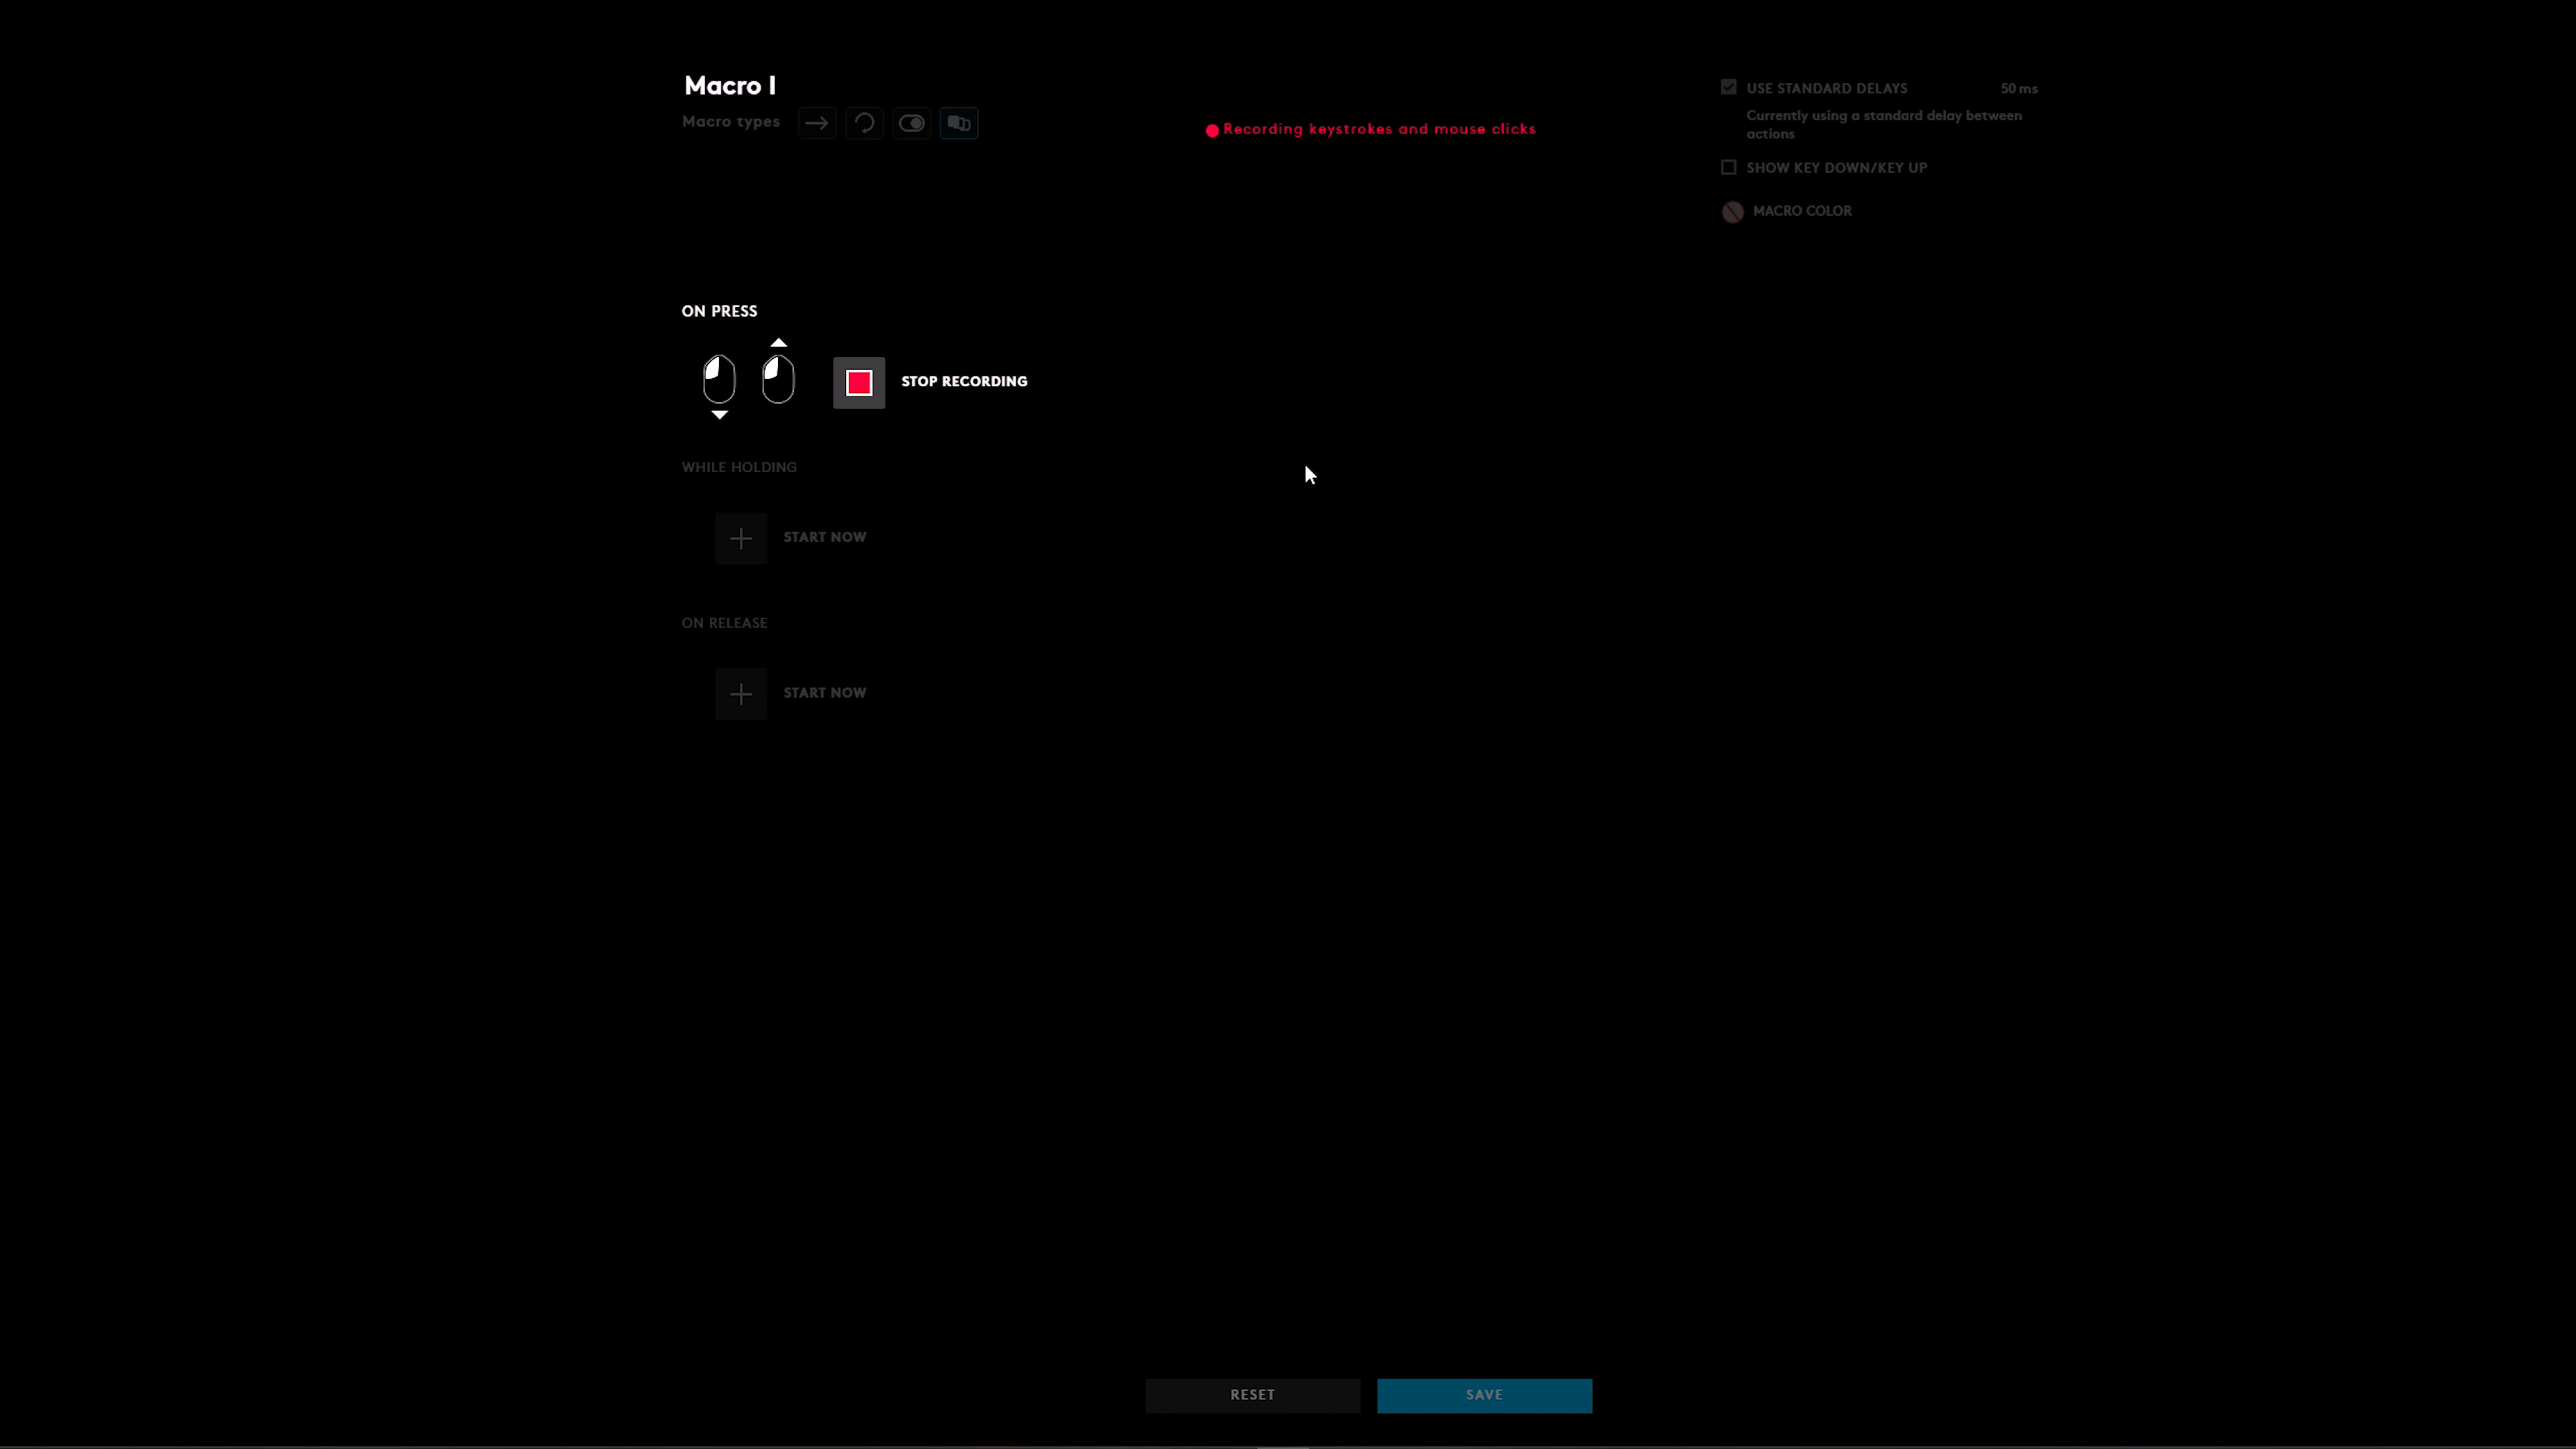 Macro I
Macro types
Recording keystrokes and mouse clicks
USE STANDARD DELAYS 50 ms
Currently using a standard delay between
actions
SHOW KEY DOWN/KEY UP
MACRO COLOR
ON PRESS
STOP RECORDING
WHILE HOLDING
START NOW
ON RELEASE
START NOW
RESET SAVE